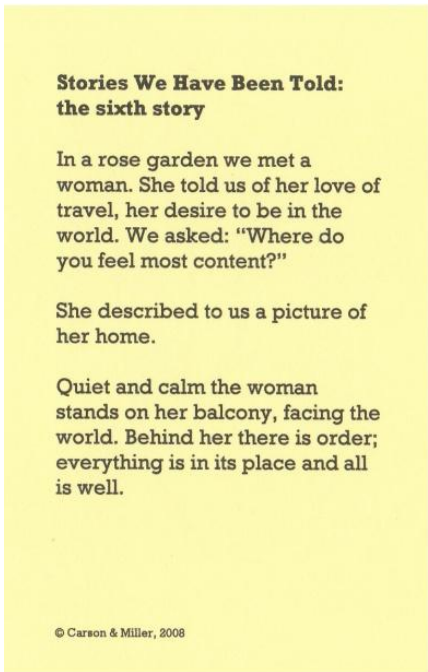 Stories We Have Been Told:
the sixth story
In a rose garden we met a
woman. She told us of her love of
travel, her desire to be in the
world. We asked: “Where do
you feel most content?”
She described to us a picture of
her home.
Quiet and calm the woman
stands on her balcony, facing the
world. Behind her there is order;
everything is in its place and all
is well.
© Carson & Miller, 2008